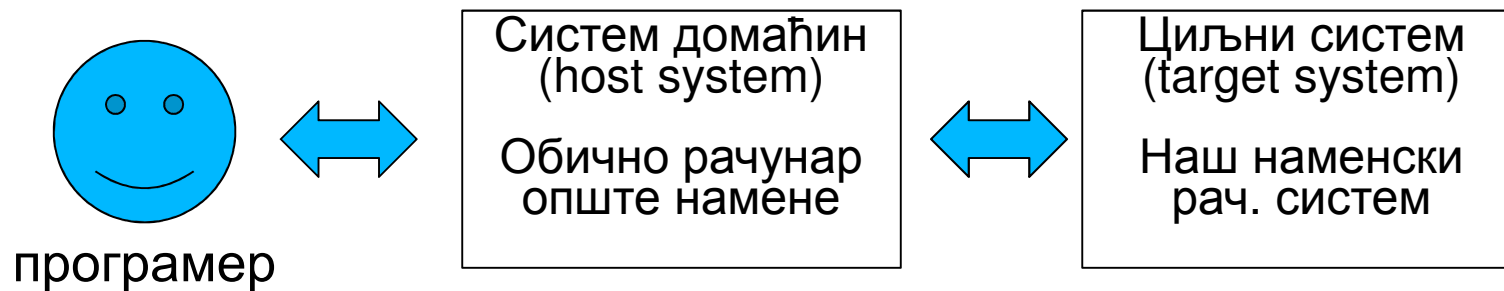 Систем домаћин
(host system)
Обично рачунар
опште намене
Циљни систем
(target system)
Наш наменски
рач. систем
програмер